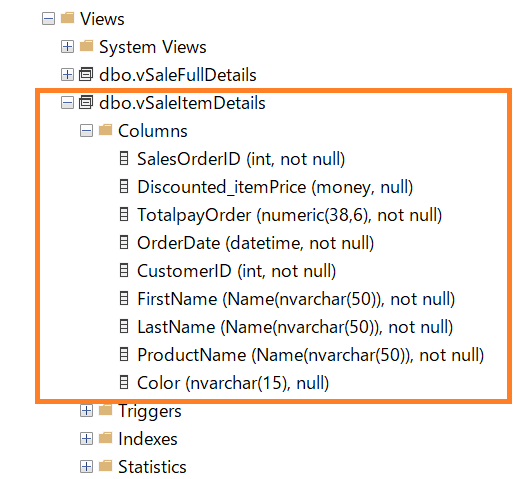 Views
System Views
dbo.vSaleFullDetails
dbo.vSaleItemDetails
Columns
SalesOrderID (int, not null)
Discounted_itemPrice (money, null)
TotalpayOrder (numeric(38,6), not null)
OrderDate (datetime, not null)
CustomerID (int, not null)
FirstName (Name(nvarchar(50)), not null)
LastName (Name(nvarchar(50)), not null)
ProductName (Name(nvarchar(50)), not null)
Color (nvarchar(15), null)
Triggers
Indexes
Statistics